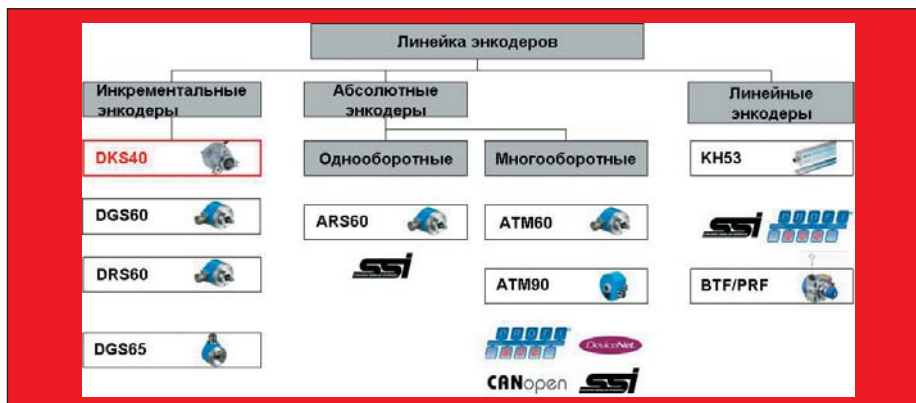 Линейка энкодеров
Инкрементальные
энкодеры
Абсолютные
энкодеры
Линейные
энкодеры
DKS40
Однооборотные
Многооборотные
KH53
DGS60
ARS60
ATM60
SSI
DRS60
SSI
ATM90
BTF/PRF
DGS65
DeviceNet
CANopen
SSI